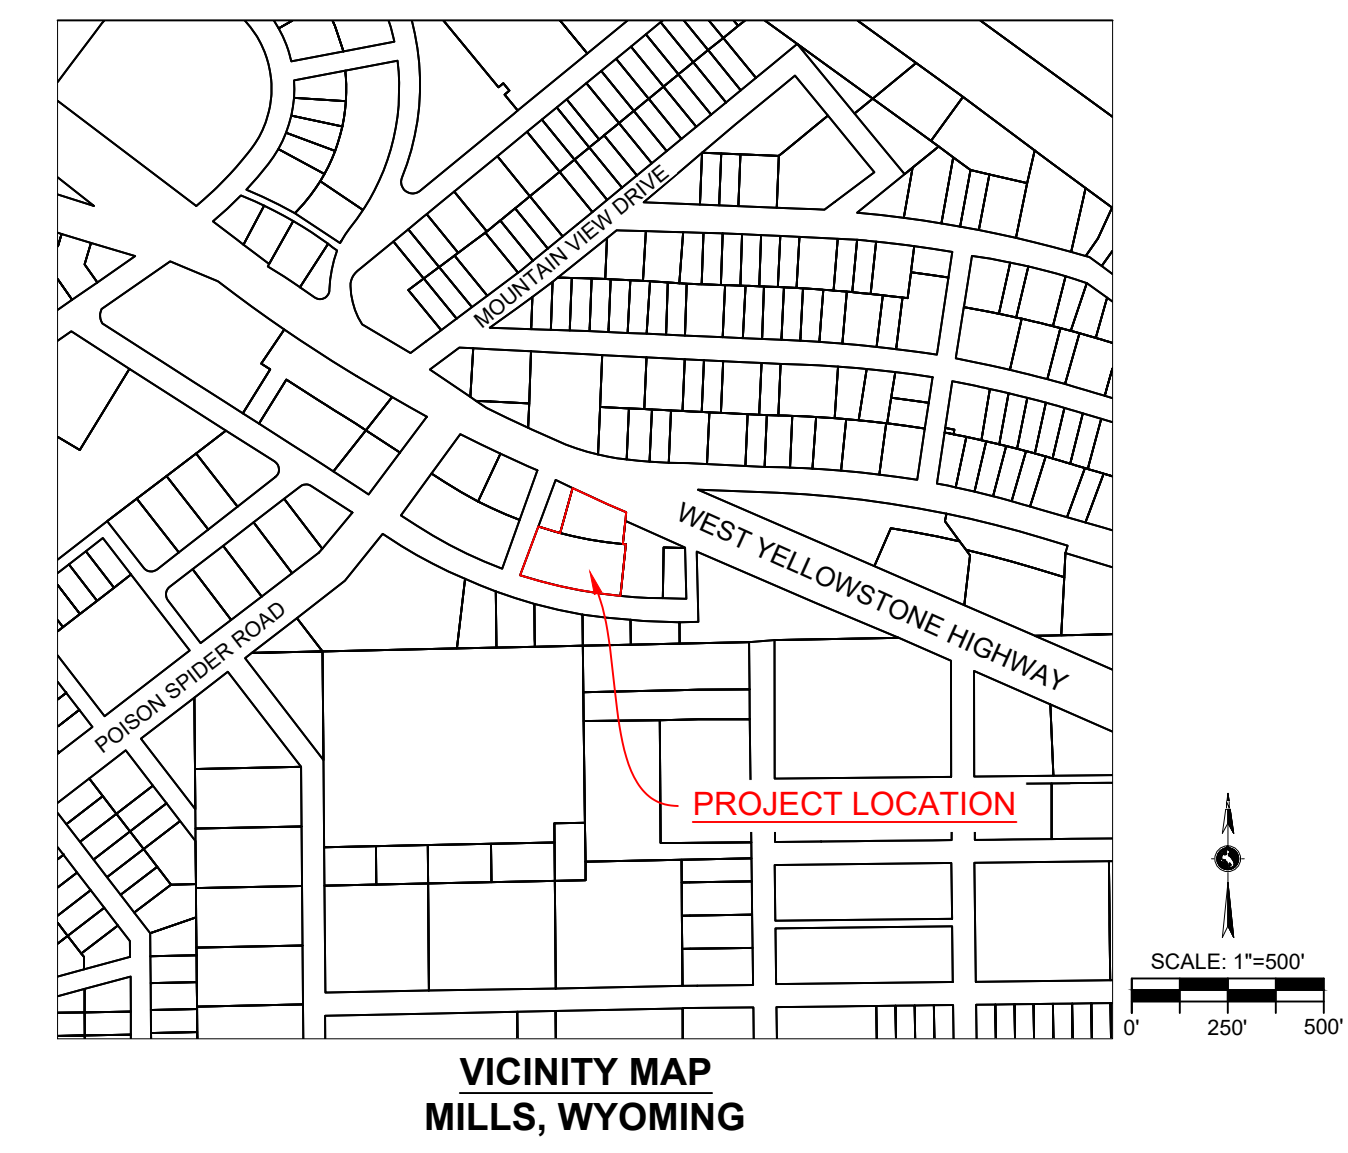 MOUNTAIN VIEW DRIVE
WEST YELLOWSTONE HIGHWAY
POISON SPIDER ROAD
PROJECT LOCATION
SCALE: 1"=500'
0' 250' 500'
VICINITY MAP
MILLS, WYOMING